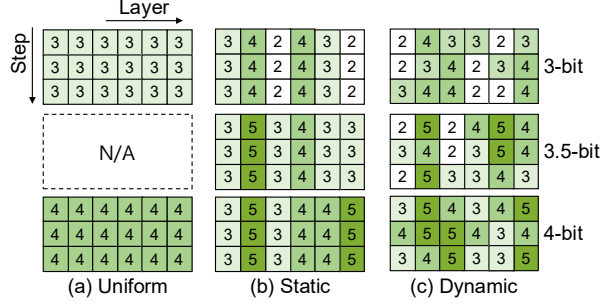 Layer
Step
3 3 3 3 3 3 3 4 2 4 3 2 2 4 3 3 2 3
3 3 3 3 3 3 3 4 2 4 3 2 2 3 4 2 3 4 3-bit
3 3 3 3 3 3 3 4 2 4 3 2 3 4 4 2 2 4
3 5 3 4 3 3 2 5 2 4 5 4
N/A 3 5 3 4 3 3 3 4 2 3 5 4 3.5-bit
3 5 3 4 3 3 2 5 3 3 4 3
4 4 4 4 4 4 3 5 3 4 4 5 3 5 4 3 4 5
4 4 4 4 4 4 3 5 3 4 4 5 4 5 5 4 3 4 4-bit
4 4 4 4 4 4 3 5 3 4 4 5 3 4 5 3 5 5
(a) Uniform (b) Static (c) Dynamic